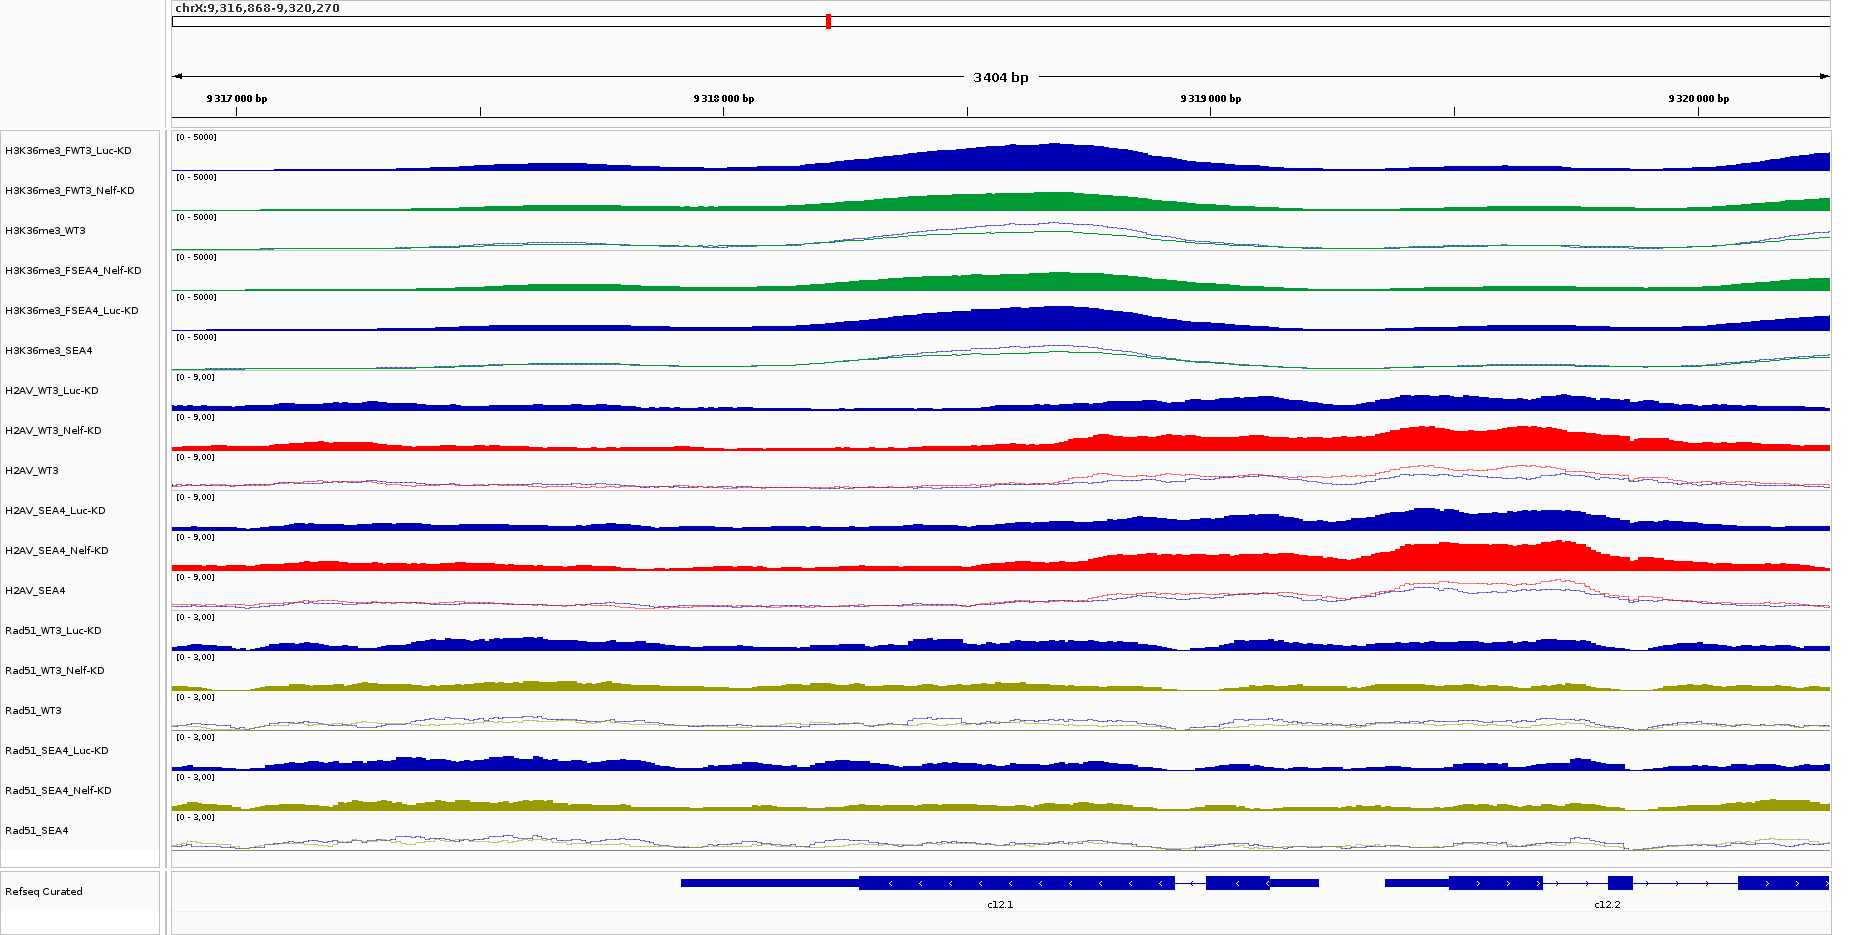 chrX:9,316,868-9,320,270
3 404 bp
9 317 000 bp 9 318 000 bp 9 319 000 bp 9 320 000 bp
[0 - 5000]
H3K36me3_FWT3_Luc-KD
[0 - 5000]
H3K36me3_FWT3_Nelf-KD
[0 - 5000]
H3K36me3_WT3
[0 - 5000]
H3K36me3_FSEA4_Nelf-KD
[0 - 5000]
H3K36me3_FSEA4_Luc-KD
[0 - 5000]
H3K36me3_SEA4
[0 - 9,00]
H2AV_WT3_Luc-KD
[0 - 9,00]
H2AV_WT3_Nelf-KD
[0 - 9,00]
H2AV_WT3
[0 - 9,00]
H2AV_SEA4_Luc-KD
[0 - 9,00]
H2AV_SEA4_Nelf-KD
[0 - 9,00]
H2AV_SEA4
[0 - 3,00]
Rad51_WT3_Luc-KD
[0 - 3,00]
Rad51_WT3_Nelf-KD
[0 - 3,00]
Rad51_WT3
[0 - 3,00]
Rad51_SEA4_Luc-KD
[0 - 3,00]
Rad51_SEA4_Nelf-KD
[0 - 3,00]
Rad51_SEA4
Refseq Curated
c12.1 c12.2